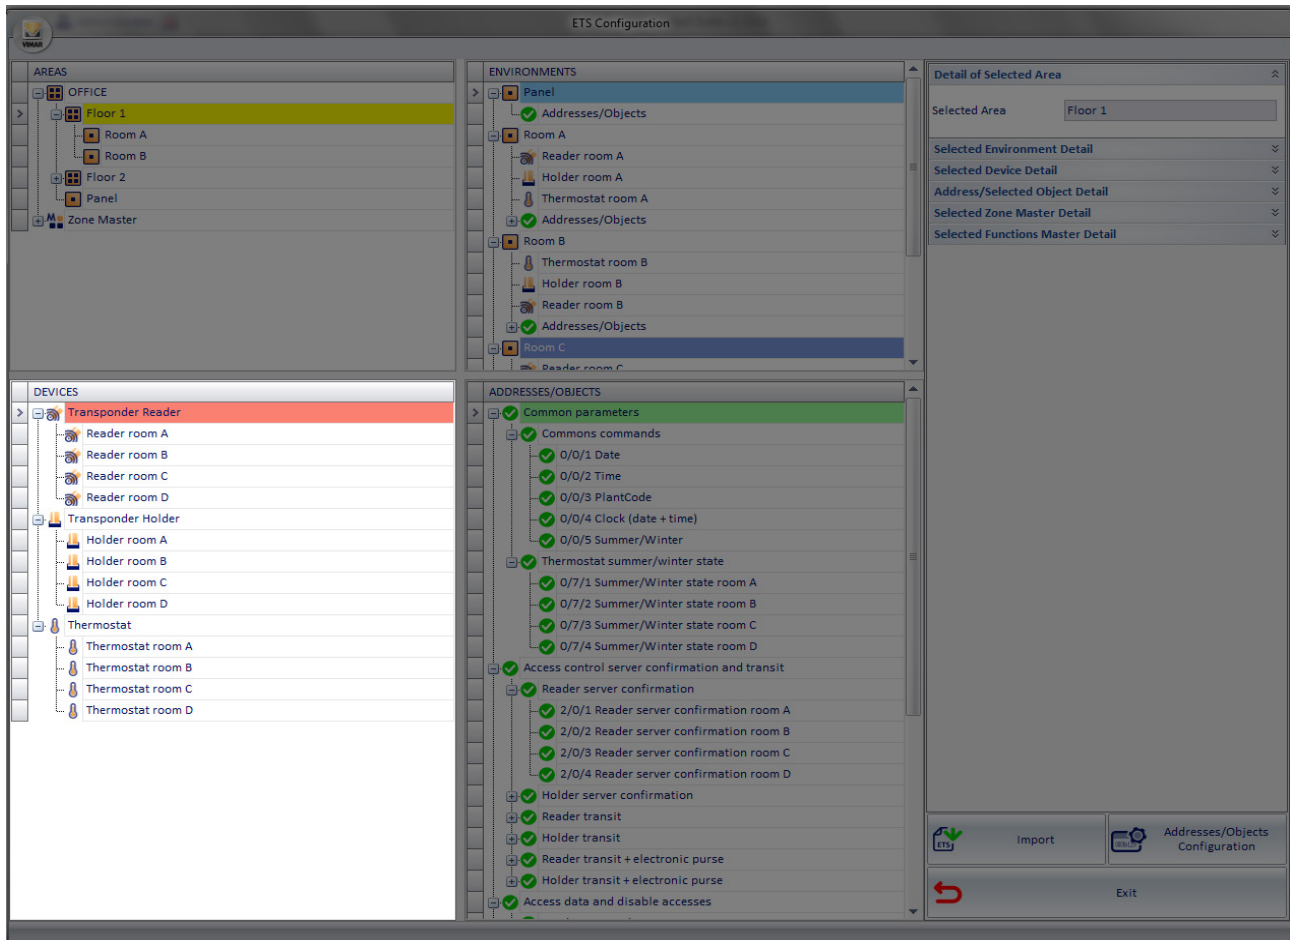 ETS Configuration
VIMAR
AREAS
OFFICE
Floor 1
Room A
Room B
Floor 2
Panel
Zone Master
ENVIRONMENTS
Panel
Addresses/Objects
Room A
Reader room A
Holder room A
Thermostat room A
Addresses/Objects
Room B
Thermostat room B
Holder room B
Reader room B
Addresses/Objects
Room C
Reader room C
Detail of Selected Area
Selected Area
Floor 1
Selected Environment Detail
Selected Device Detail
Address/Selected Object Detail
Selected Zone Master Detail
Selected Functions Master Detail
DEVICES
Transponder Reader
Reader room A
Reader room B
Reader room C
Reader room D
Transponder Holder
Holder room A
Holder room B
Holder room C
Holder room D
Thermostat
Thermostat room A
Thermostat room B
Thermostat room C
Thermostat room D
ADDRESSES/OBJECTS
Common parameters
Commons commands
0/0/1 Date
0/0/2 Time
0/0/3 PlantCode
0/0/4 Clock (date + time)
0/0/5 Summer/Winter
Thermostat summer/winter state
0/7/1 Summer/Winter state room A
0/7/2 Summer/Winter state room B
0/7/3 Summer/Winter state room C
0/7/4 Summer/Winter state room D
Access control server confirmation and transit
Reader server confirmation
2/0/1 Reader server confirmation room A
2/0/2 Reader server confirmation room B
2/0/3 Reader server confirmation room C
2/0/4 Reader server confirmation room D
Holder server confirmation
Reader transit
Holder transit
Reader transit + electronic purse
Holder transit + electronic purse
Access data and disable accesses
ETS
Import
Addresses/Objects
Configuration
Exit